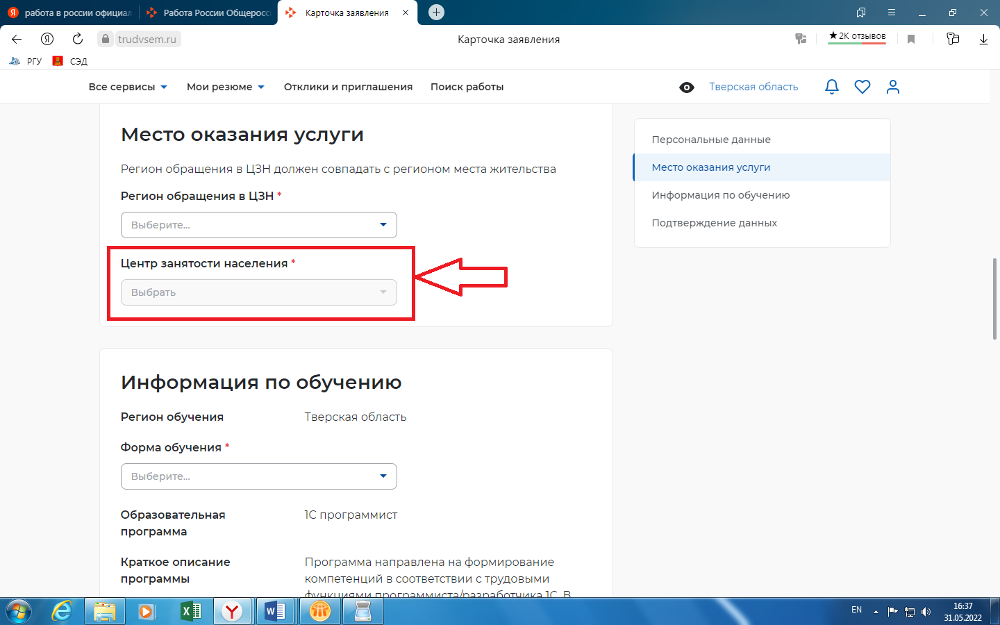 работа в россии официал
Работа России Общеросс
Карточка заявления
trudvsem.ru
Карточка заявления
★2К отзывов
РГУ
СЭД
Все сервисы
Мои резюме
Отклики и приглашения
Поиск работы
Тверская область
Место оказания услуги
Регион обращения в ЦЗН должен совпадать с регионом места жительства
Регион обращения в ЦЗН *
Выберите...
Центр занятости населения *
Выбрать
Персональные данные
Место оказания услуги
Информация по обучению
Подтверждение данных
Информация по обучению
Регион обучения
Тверская область
Форма обучения *
Выберите...
Образовательная
программа
1С программист
Краткое описание
программы
Программа направлена на формирование
компетенций в соответствии с трудовыми
функциями программиста/разработчика 1С. В
EN
16:37
31.05.2022